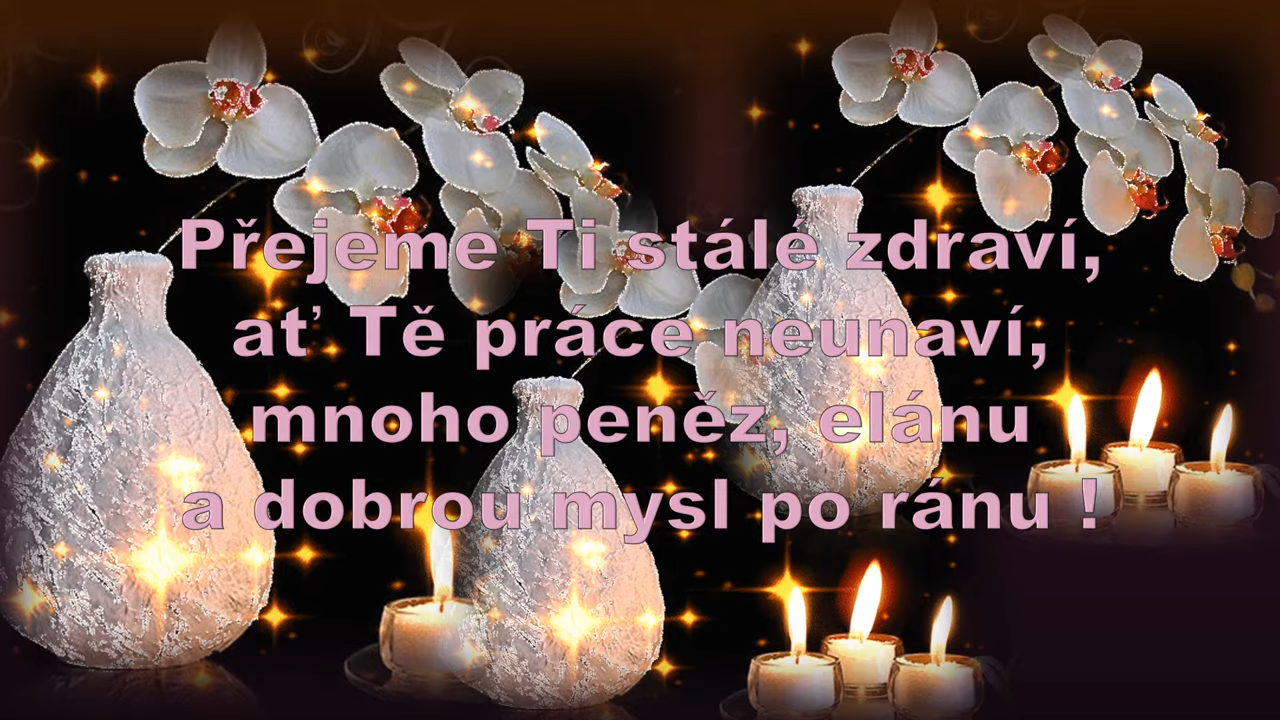 Přejeme Ti stálé zdraví,
ať Tě práce neunaví,
mnoho peněz, elánu
a dobrou mysl po ránu !